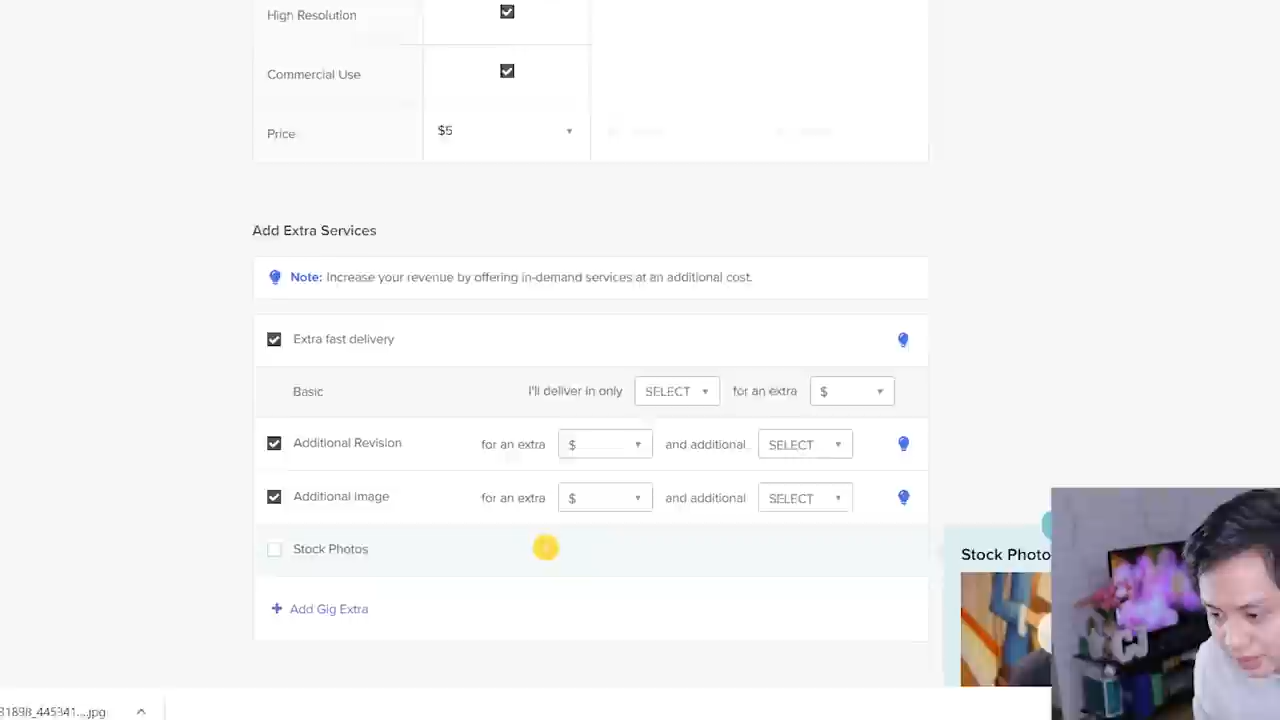 High Resolution
Commercial Use
Price $5
Add Extra Services
Note: Increase your revenue by offering in-demand services at an additional cost.
Extra fast delivery
Basic I'll deliver in only SELECT for an extra $
Additional Revision for an extra $ and additional SELECT
Additional Image for an extra $ and additional SELECT
Stock Photos
Stock Photo
+ Add Gig Extra
31898_445341....jpg